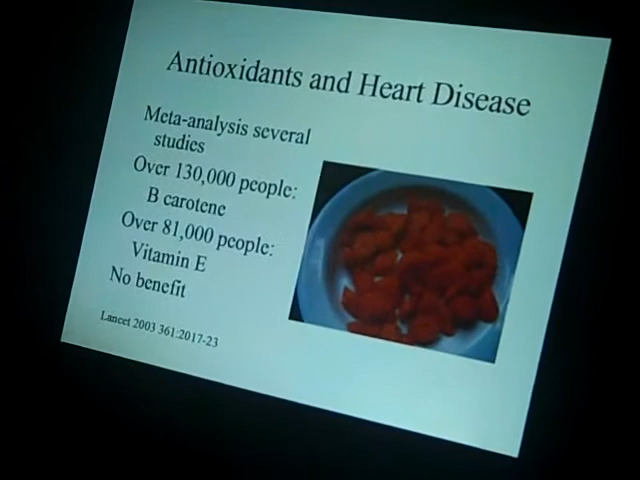 Antioxidants and Heart Disease
Meta-analysis several
studies
Over 130,000 people:
B carotene
Over 81,000 people:
Vitamin E
No benefit
Lancet 2003 361:2017-23